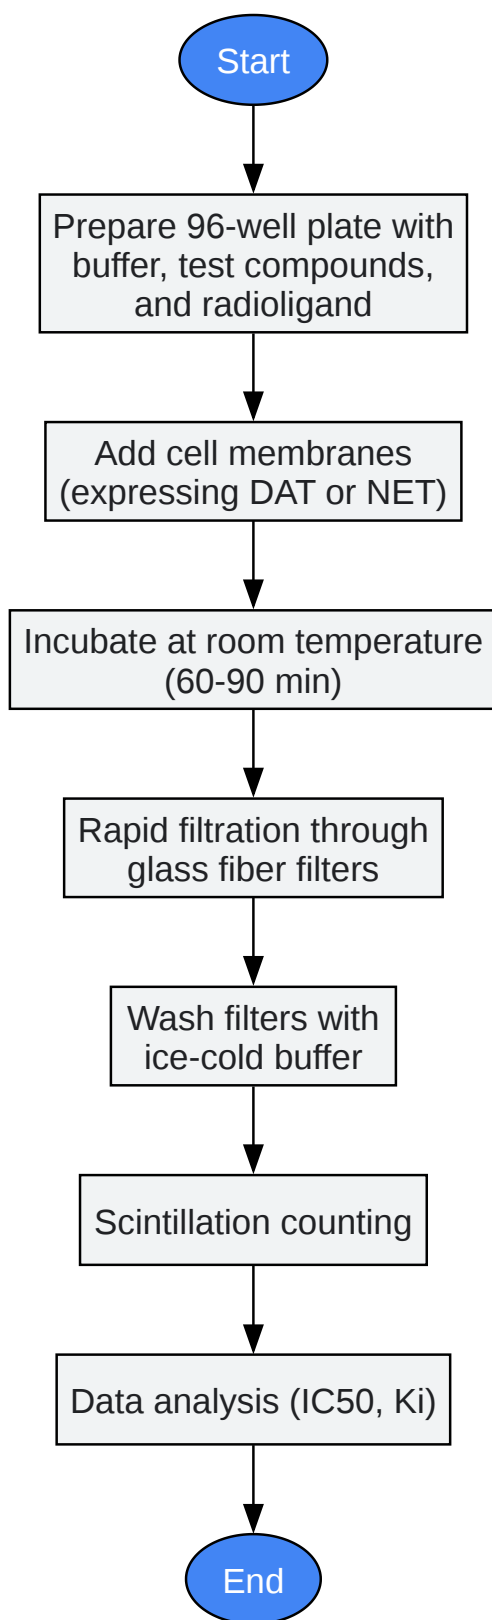 Start
Prepare 96-well plate with
buffer, test compounds,
and radioligand
Add cell membranes
(expressing DAT or NET)
Incubate at room temperature
(60-90 min)
Rapid filtration through
glass fiber filters
Wash filters with
ice-cold buffer
Scintillation counting
Data analysis (IC50, Ki)
End